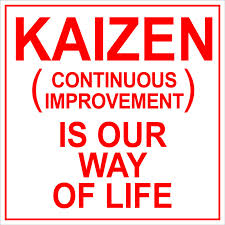 KAIZEN
(CONTINUOUS
IMPROVEMENT)
IS OUR
WAY
OF LIFE